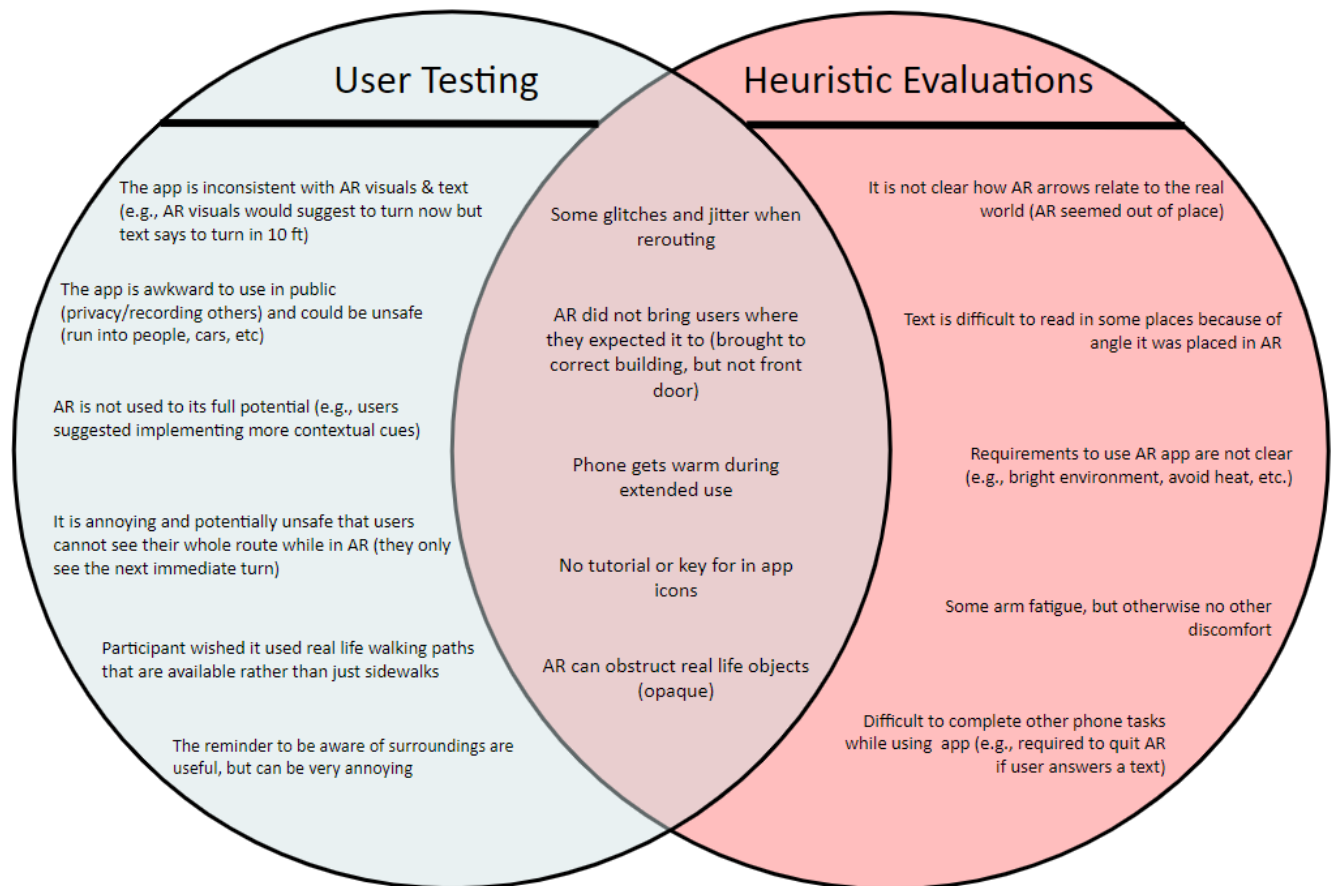 User Testing
The app is inconsistent with AR visuals & text
(e.g., AR visuals would suggest to turn now but
text says to turn in 10 ft)
The app is awkward to use in public
(privacy/recording others) and could be unsafe
(run into people, cars, etc)
AR is not used to its full potential (e.g., users
suggested implementing more contextual cues)
It is annoying and potentially unsafe that users
cannot see their whole route while in AR (they only
see the next immediate turn)
Participant wished it used real life walking paths
that are available rather than just sidewalks
The reminder to be aware of surroundings are
useful, but can be very annoying
Some glitches and jitter when
rerouting
AR did not bring users where
they expected it to (brought to
correct building, but not front
door)
Phone gets warm during
extended use
No tutorial or key for in app
icons
AR can obstruct real life objects
(opaque)
Heuristic Evaluations
It is not clear how AR arrows relate to the real
world (AR seemed out of place)
Text is difficult to read in some places because of
angle it was placed in AR
Requirements to use AR app are not clear
(e.g., bright environment, avoid heat, etc.)
Some arm fatigue, but otherwise no other
discomfort
Difficult to complete other phone tasks
while using app (e.g., required to quit AR
if user answers a text)